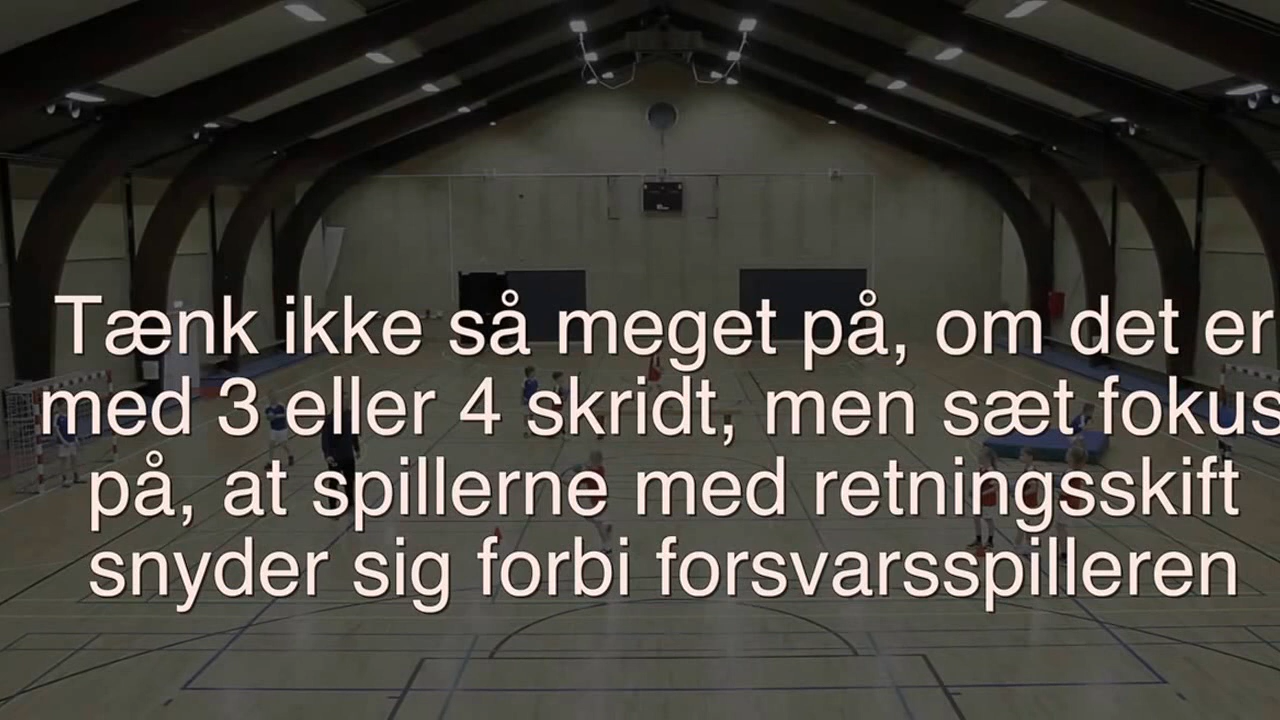 Tænk ikke så meget på, om det er
med 3 eller 4 skridt, men sæt fokus
på, at spillerne med retningsskift
snyder sig forbi forsvarsspilleren